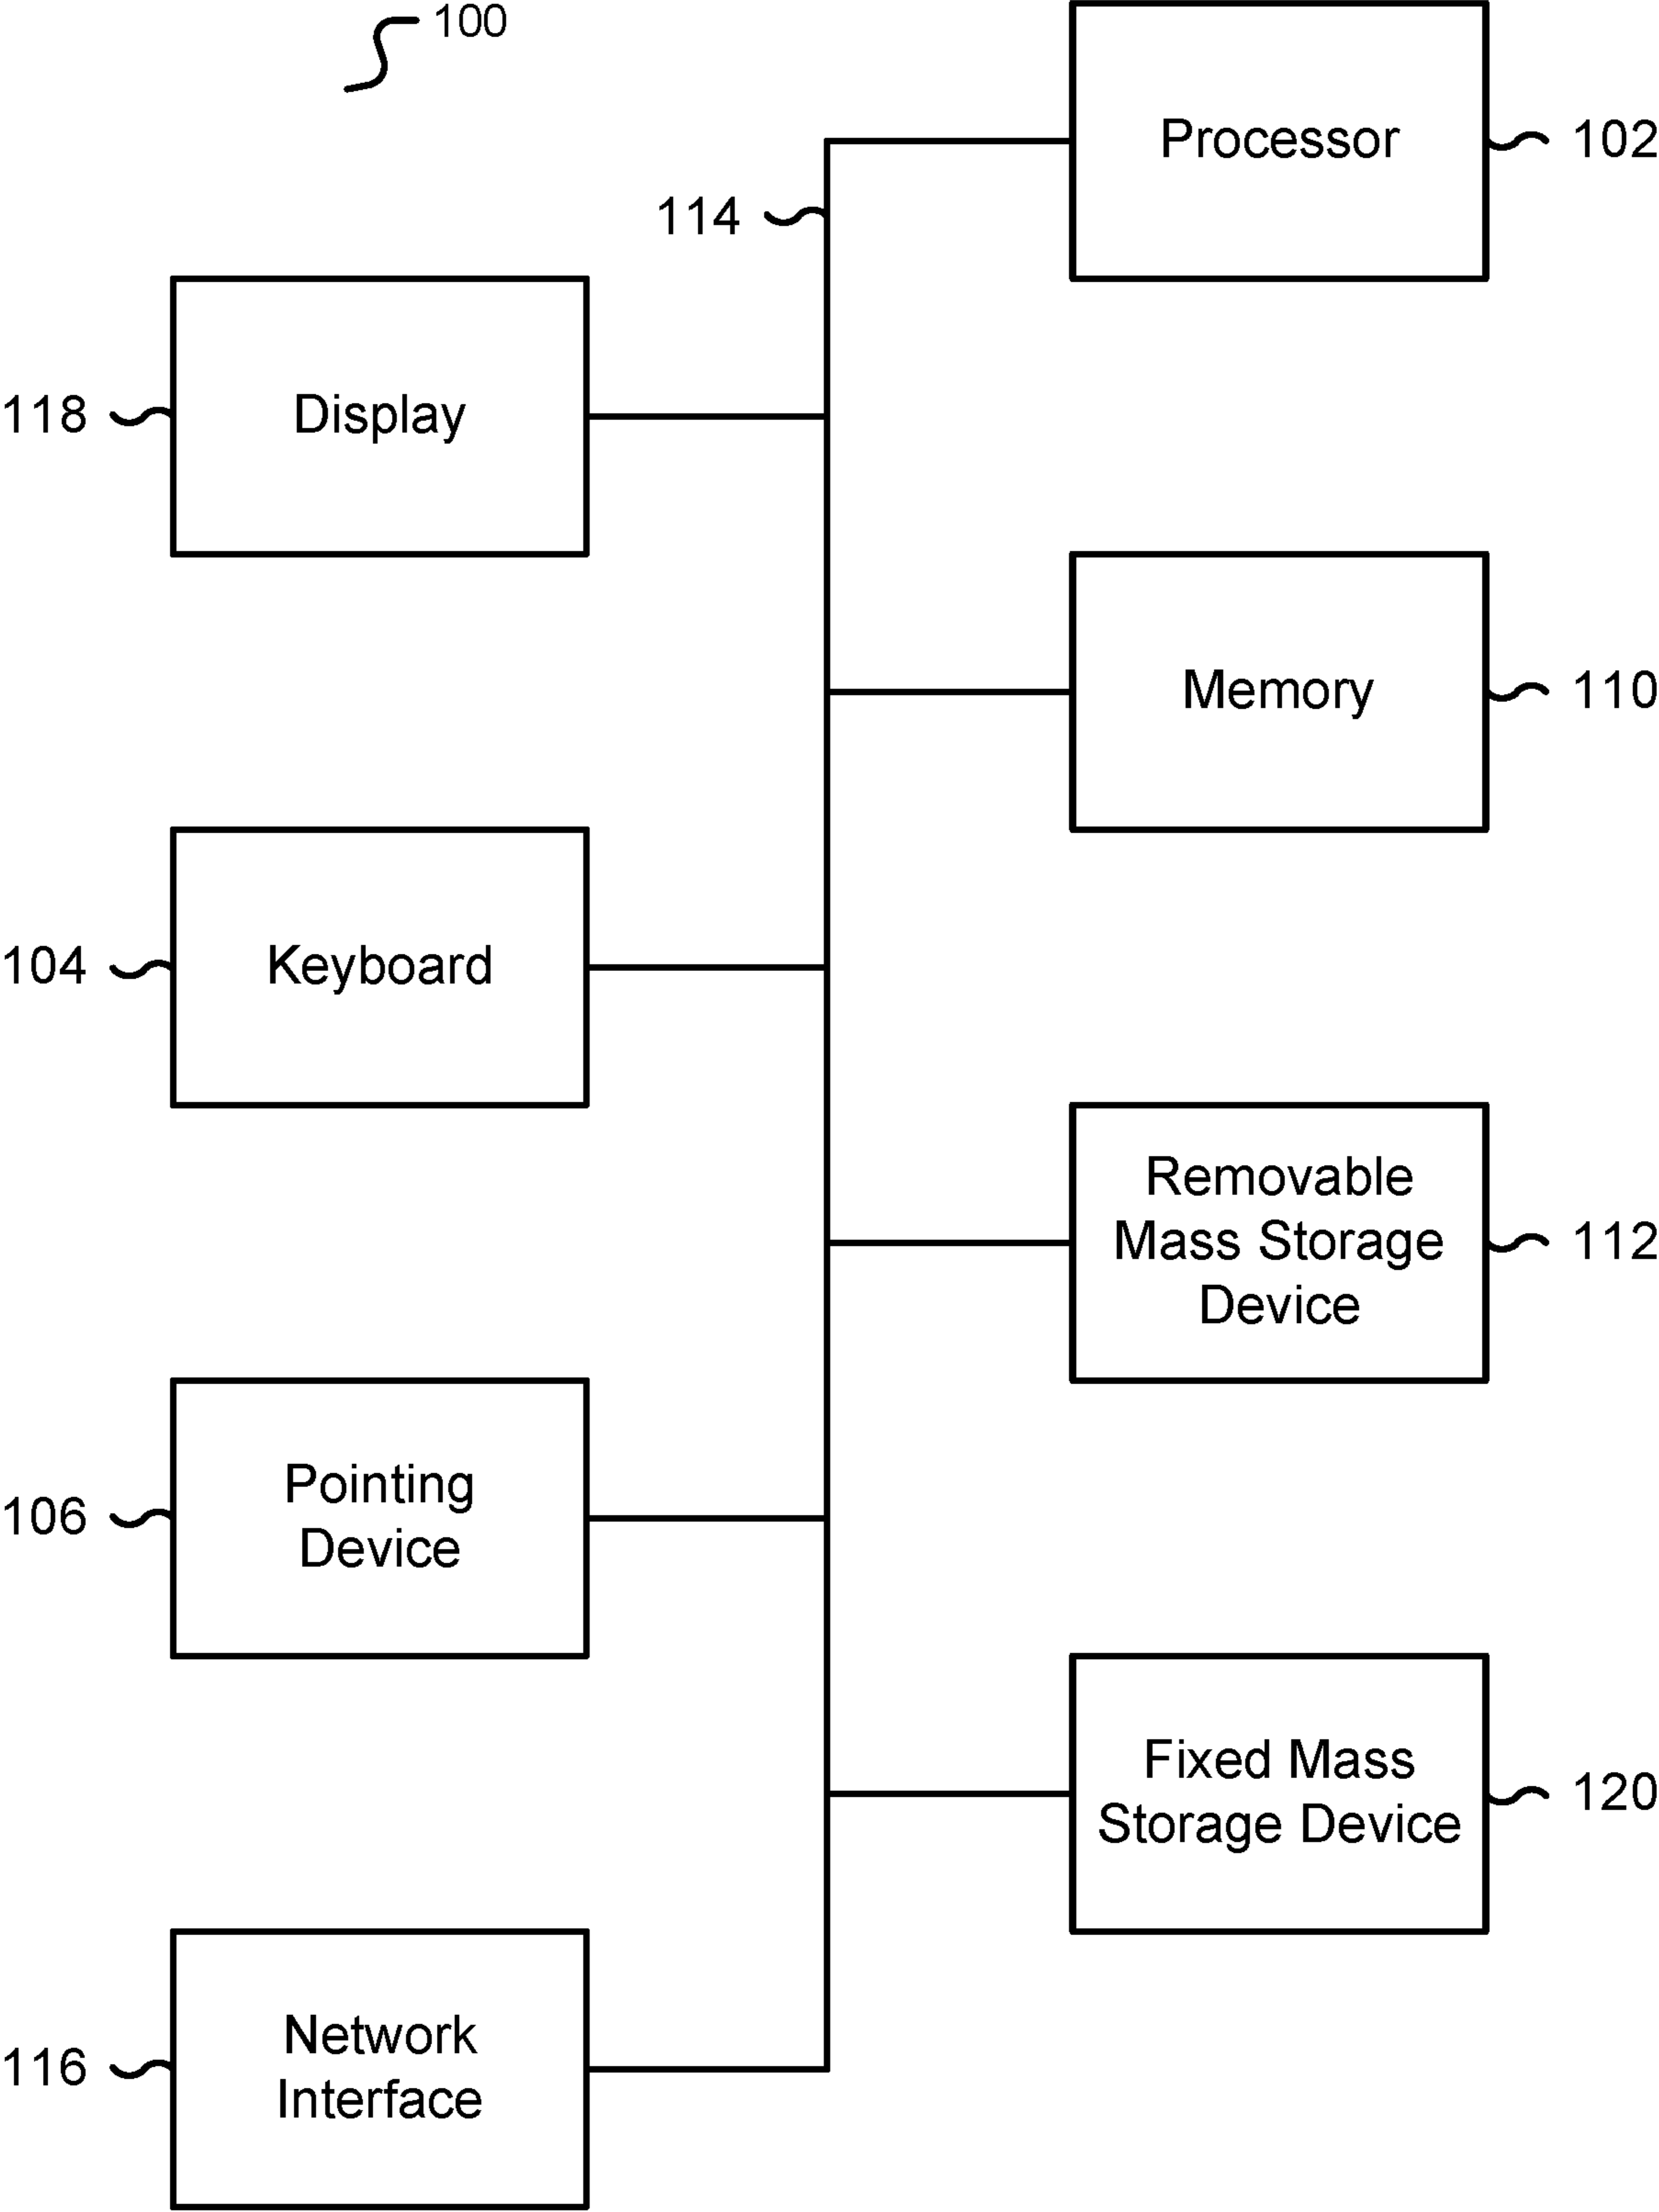 100
Processor
102
114
Display
118
Memory
110
Keyboard
104
Removable
Mass Storage
Device
112
Pointing
Device
106
Fixed Mass
Storage Device
120
Network
Interface
116